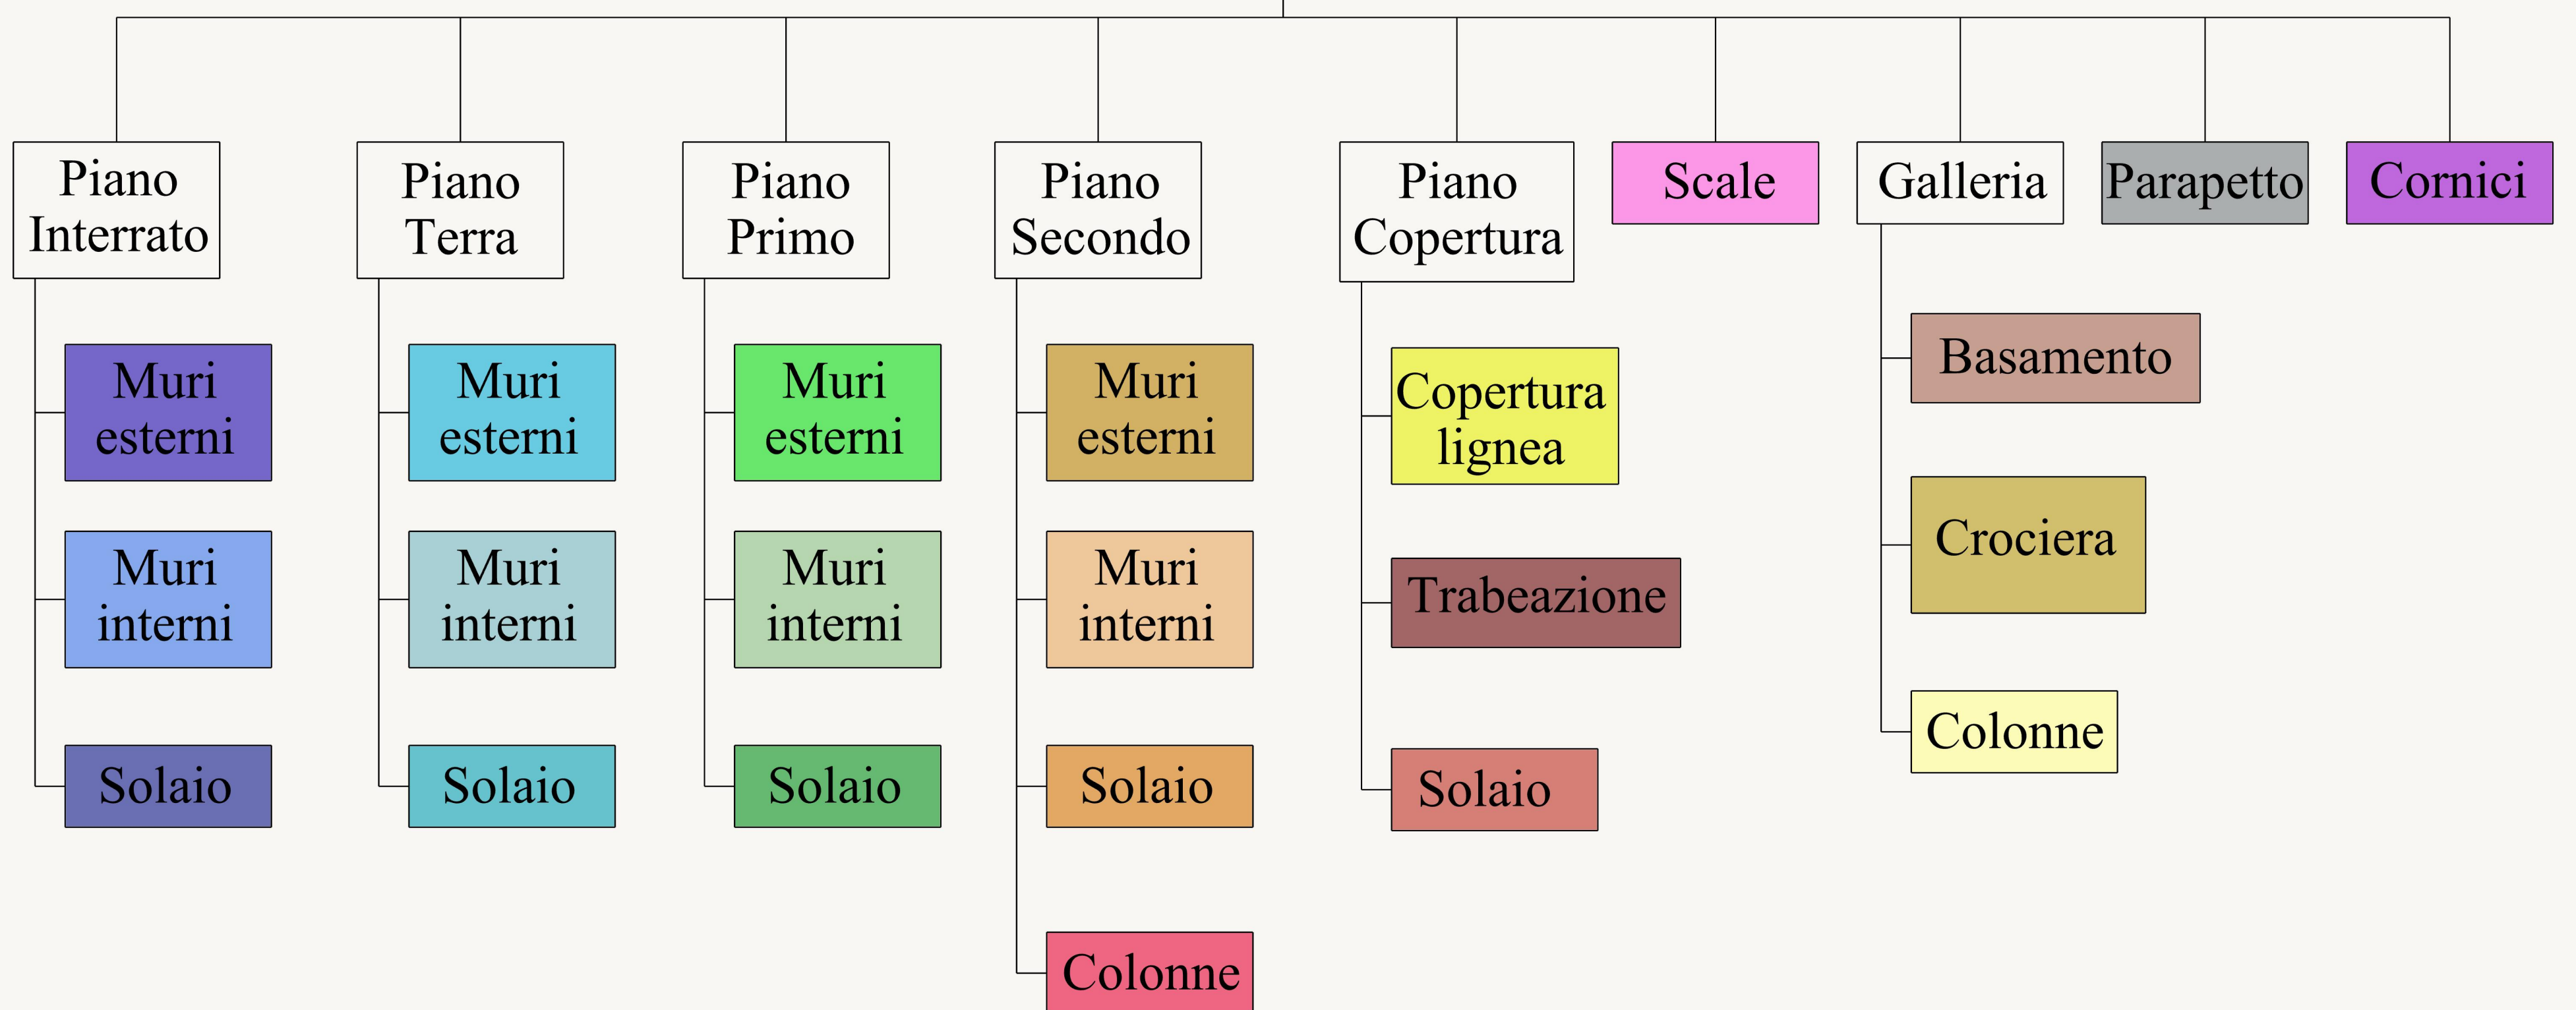 Piano
Interrato
Piano
Terra
Piano
Primo
Piano
Secondo
Piano
Copertura
Scale
Galleria
Parapetto
Cornici
Muri
esterni
Muri
interni
Solaio
Muri
esterni
Muri
interni
Solaio
Muri
esterni
Muri
interni
Solaio
Muri
esterni
Muri
interni
Solaio
Colonne
Copertura
lignea
Trabeazione
Solaio
Basamento
Crociera
Colonne